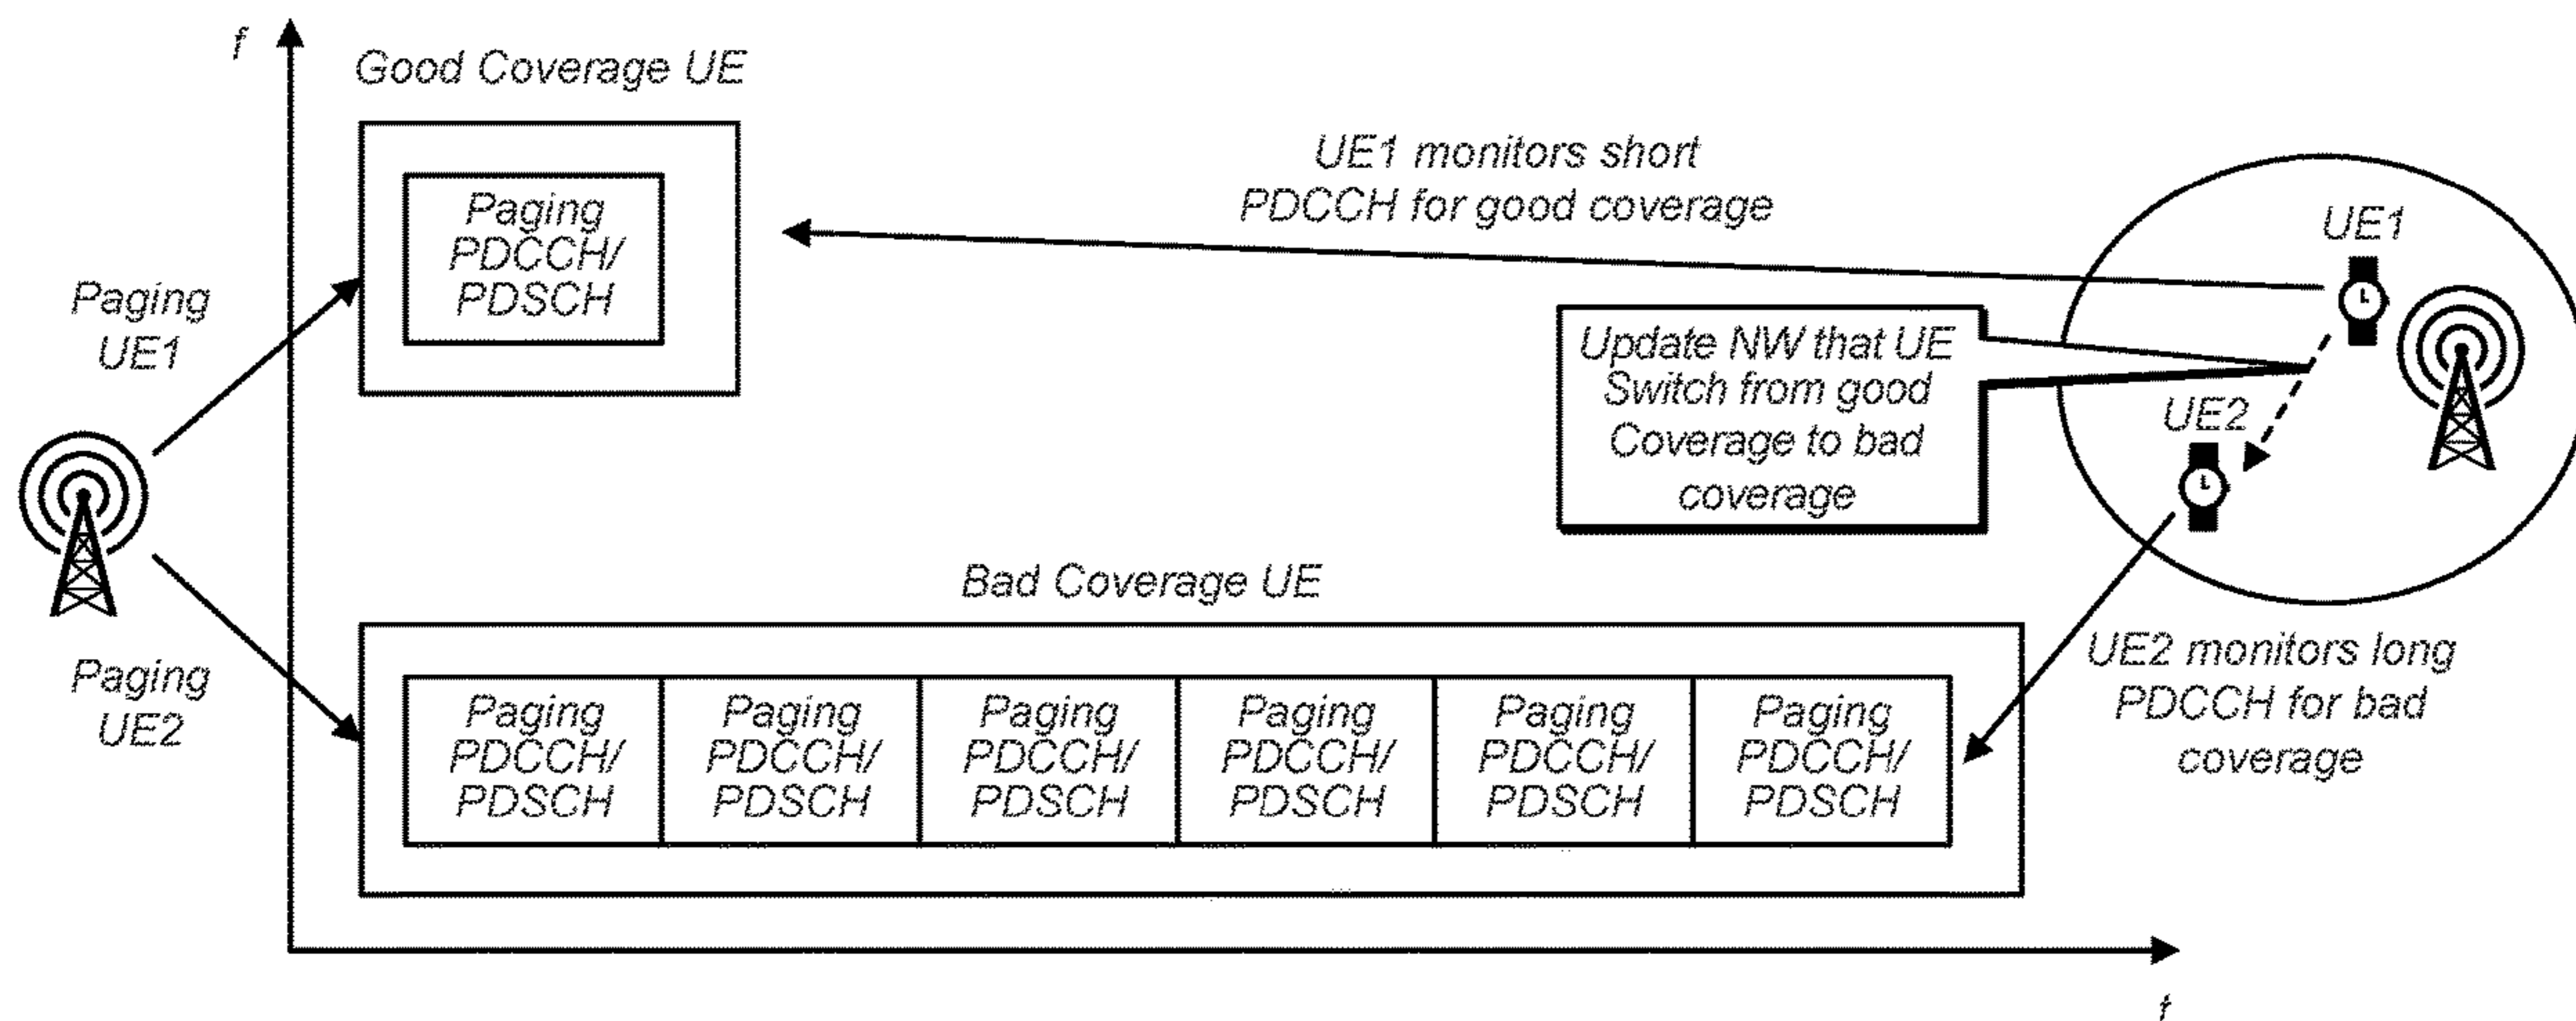 f
Good Coverage UE
Paging
PDCCH/
PDSCH
Paging
UE1
UE1 monitors short
PDCCH for good coverage
UE1
Update NW that UE
Switch from good
Coverage to bad
coverage
UE2
Bad Coverage UE
Paging
UE2
Paging
PDCCH/
PDSCH
Paging
PDCCH/
PDSCH
Paging
PDCCH/
PDSCH
Paging
PDCCH/
PDSCH
Paging
PDCCH/
PDSCH
Paging
PDCCH/
PDSCH
UE2 monitors long
PDCCH for bad
coverage
t